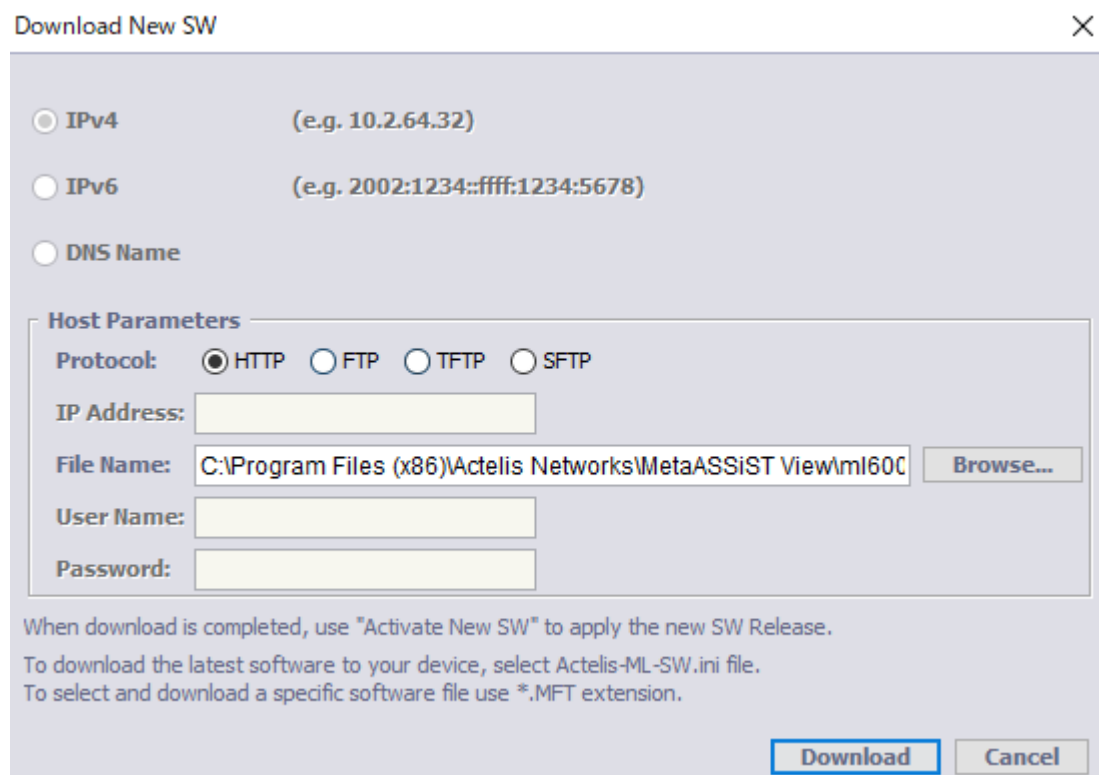 Download New SW
IPv4 (e.g. 10.2.64.32)
IPv6 (e.g. 2002:1234::ffff:1234:5678)
DNS Name
Host Parameters
Protocol: HTTP FTP TFTP SFTP
IP Address:
File Name: C:\Program Files (x86)\Actelis Networks\MetaASSiST View\ml600 Browse...
User Name:
Password:
When download is completed, use "Activate New SW" to apply the new SW Release.
To download the latest software to your device, select Actelis-ML-SW.ini file.
To select and download a specific software file use *.MFT extension.
Download Cancel